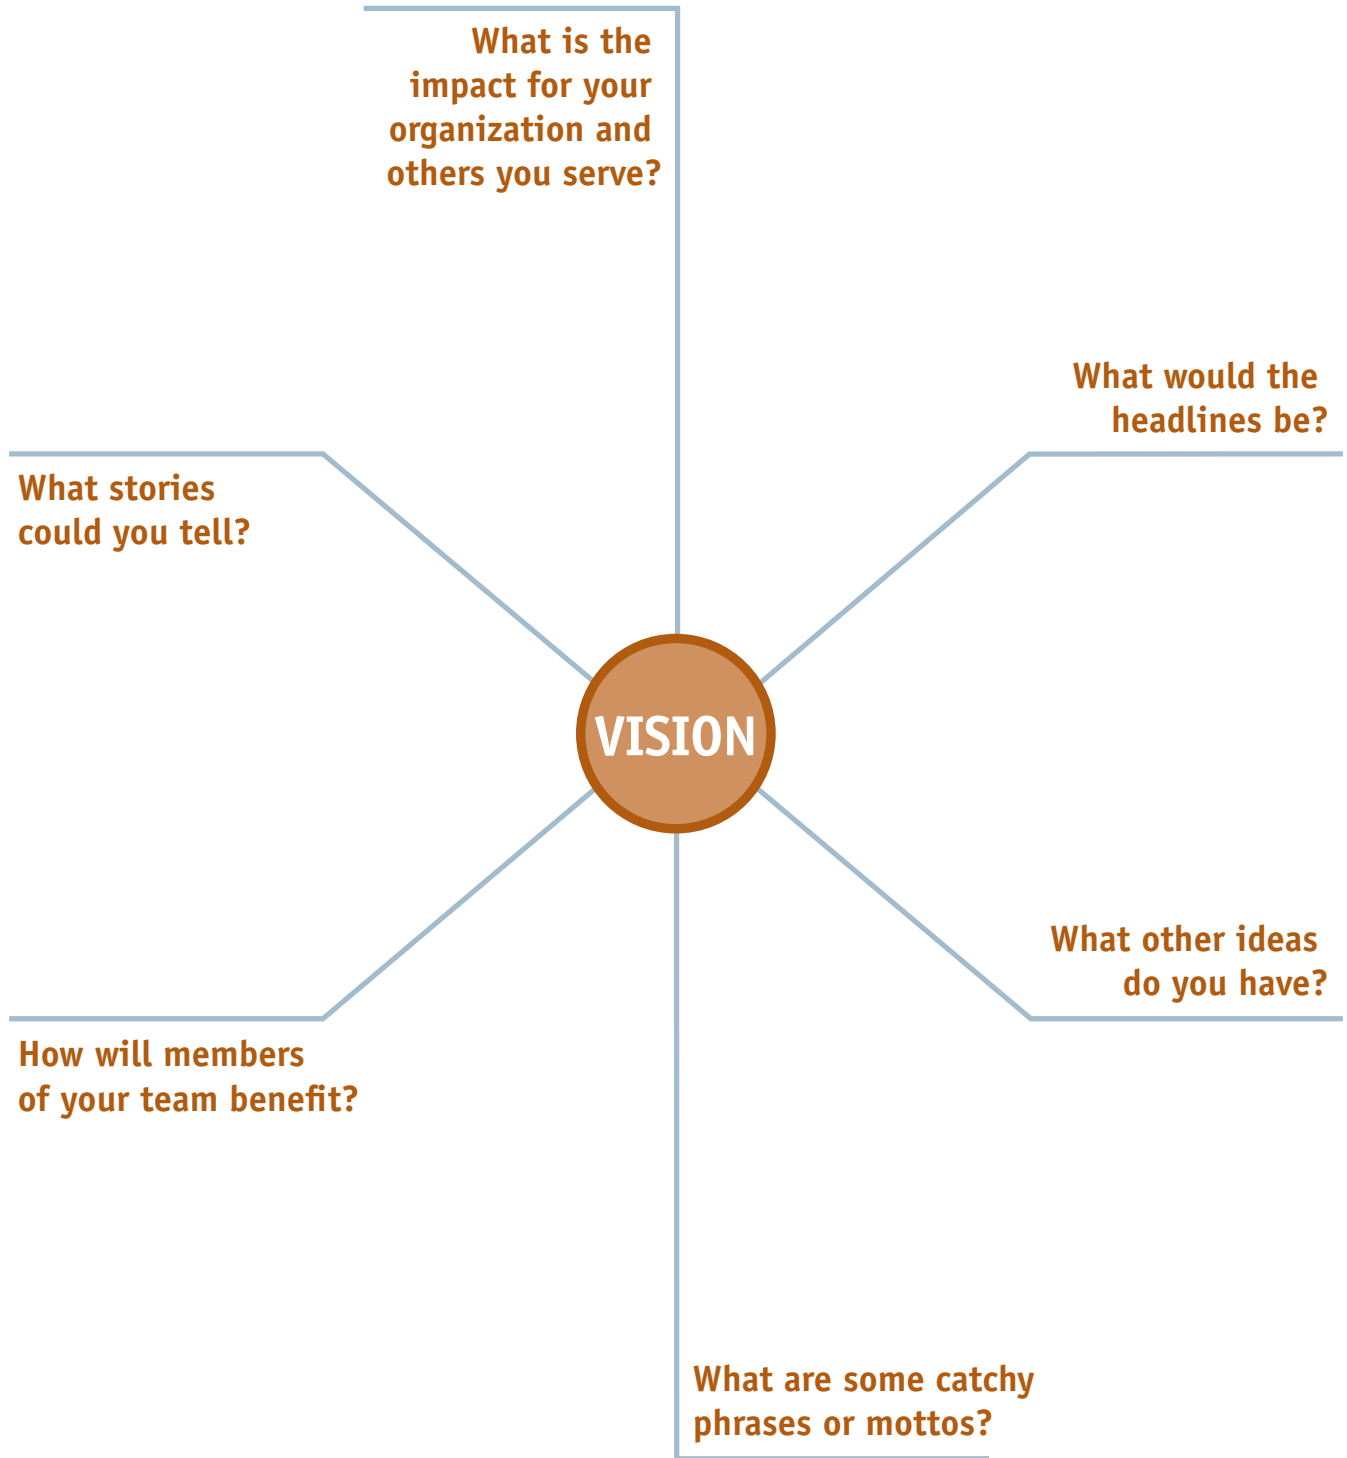 What is the
impact for your
organization and
others you serve?
What would the
headlines be?
What stories
could you tell?
VISION
What other ideas
do you have?
How will members
of your team benefit?
What are some catchy
phrases or mottos?